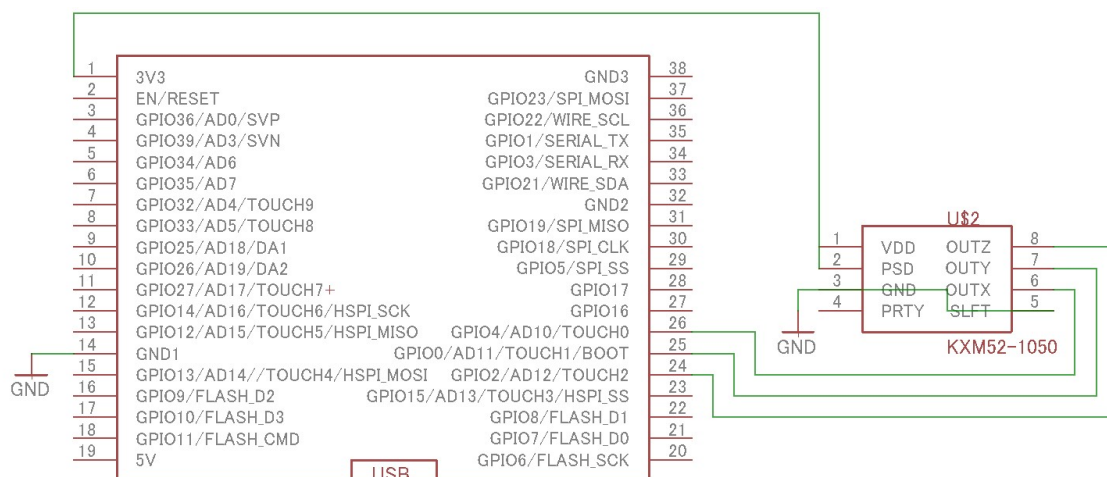 1 3V3 GND3 38
2 EN/RESET GPIO23/SPI_MOSI 37
3 GPIO36/AD0/SVP GPIO22/WIRE_SCL 36
4 GPIO39/AD3/SVN GPIO1/SERIAL_TX 35
5 GPIO34/AD6 GPIO3/SERIAL_RX 34
6 GPIO35/AD7 GPIO21/WIRE_SDA 33
7 GPIO32/AD4/TOUCH9 GND2 32
8 GPIO33/AD5/TOUCH8 GPIO19/SPI_MISO 31
9 GPIO25/AD18/DA1 GPIO18/SPI_CLK 30
10 GPIO26/AD19/DA2 GPIO5/SPI_SS 29
11 GPIO27/AD17/TOUCH7 GPIO17 28
12 GPIO14/AD16/TOUCH6/HSPI_SCK GPIO16 27
13 GPIO12/AD15/TOUCH5/HSPI_MISO GPIO4/AD10/TOUCH0 26
14 GND1 GPIO0/AD11/TOUCH1/BOOT 25
15 GPIO13/AD14//TOUCH4/HSPI_MOSI GPIO2/AD12/TOUCH2 24
16 GPIO9/FLASH_D2 GPIO15/AD13/TOUCH3/HSPI_SS 23
17 GPIO10/FLASH_D3 GPIO8/FLASH_D1 22
18 GPIO11/FLASH_CMD GPIO7/FLASH_D0 21
19 5V GPIO6/FLASH_SCK 20
USB
GND
U$2
1 VDD OUTZ 8
2 PSD OUTY 7
3 GND OUTX 6
4 PRTY SLFT 5
GND
KXM52-1050